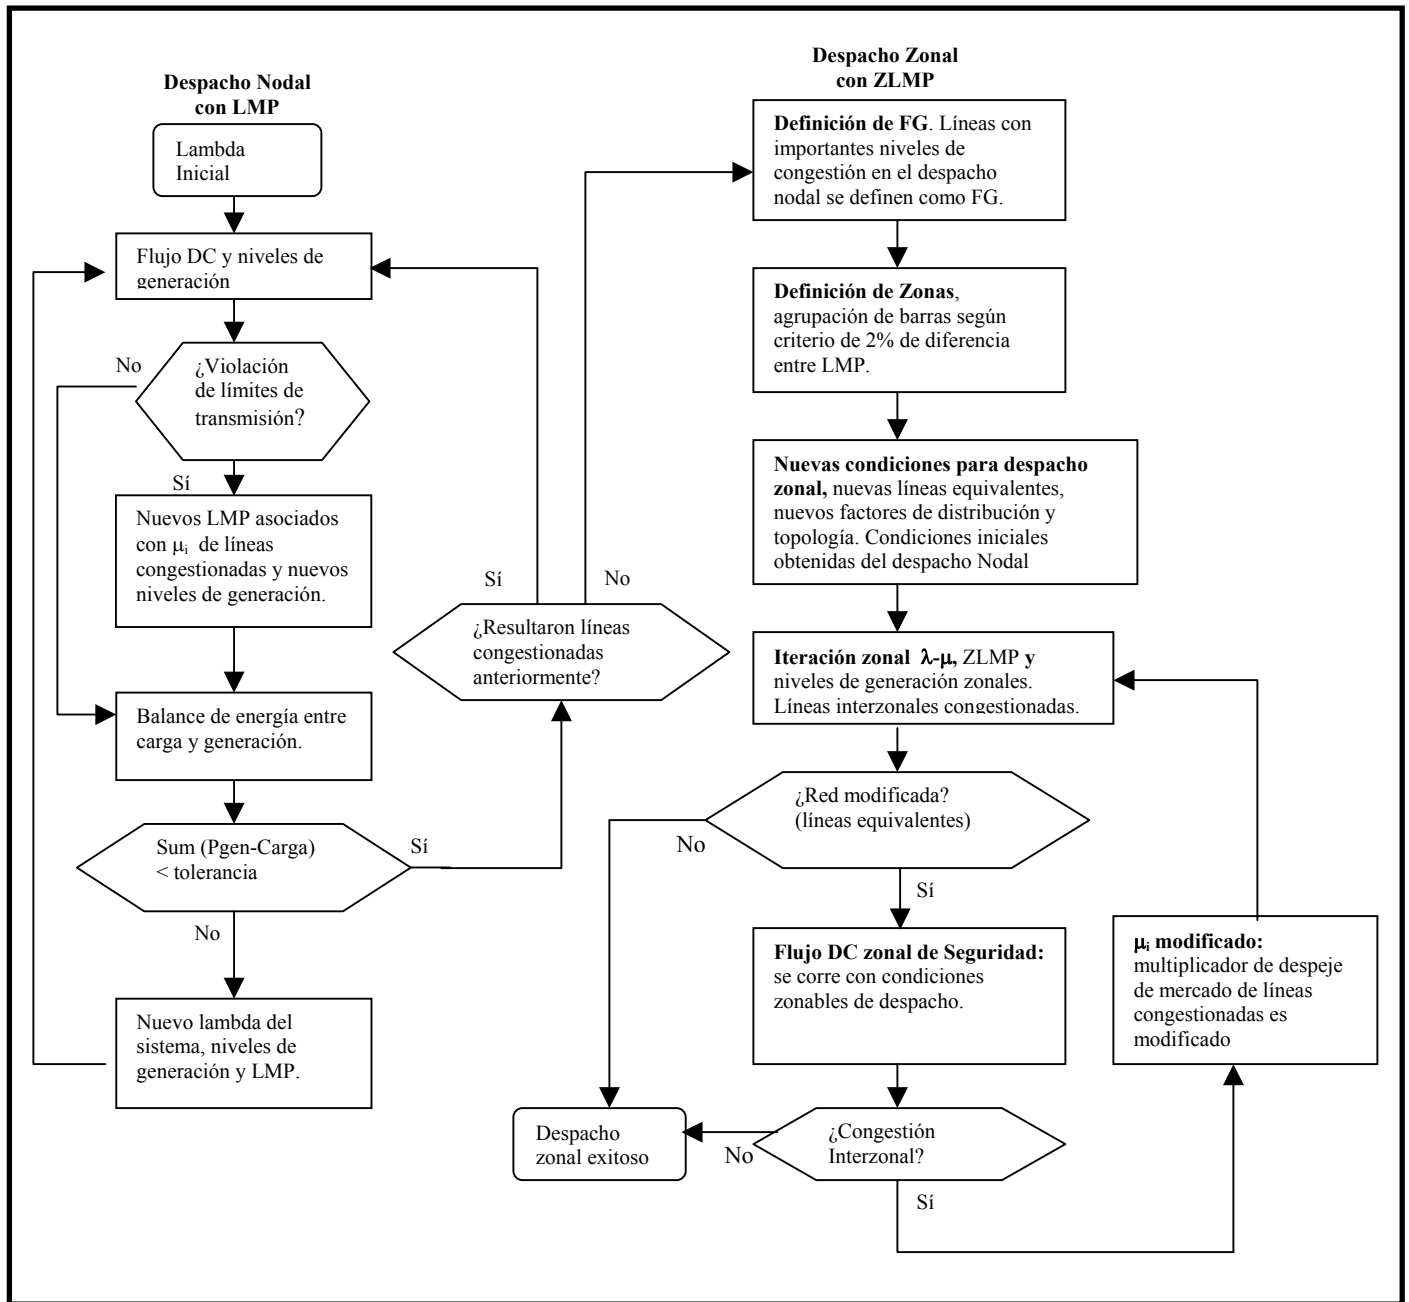 Despacho Nodal
con LMP
Lambda
Inicial
Flujo DC y niveles de
generación
No
¿Violación
de límites de
transmisión?
Sí
Nuevos LMP asociados
con μi de líneas
congestionadas y nuevos
niveles de generación.
Balance de energía entre
carga y generación.
Sum (Pgen-Carga)
< tolerancia
Sí
No
Nuevo lambda del
sistema, niveles de
generación y LMP.
Sí
No
¿Resultaron líneas
congestionadas
anteriormente?
Despacho Zonal
con ZLMP
Definición de FG. Líneas con
importantes niveles de
congestión en el despacho
nodal se definen como FG.
Definición de Zonas,
agrupación de barras según
criterio de 2% de diferencia
entre LMP.
Nuevas condiciones para despacho
zonal, nuevas líneas equivalentes,
nuevos factores de distribución y
topología. Condiciones iniciales
obtenidas del despacho Nodal
Iteración zonal λ-μ, ZLMP y
niveles de generación zonales.
Líneas interzonales congestionadas.
¿Red modificada?
(líneas equivalentes)
No
Sí
Flujo DC zonal de Seguridad:
se corre con condiciones
zonables de despacho.
μi modificado:
multiplicador de despeje
de mercado de líneas
congestionadas es
modificado
¿Congestión
Interzonal?
No
Sí
Despacho
zonal exitoso